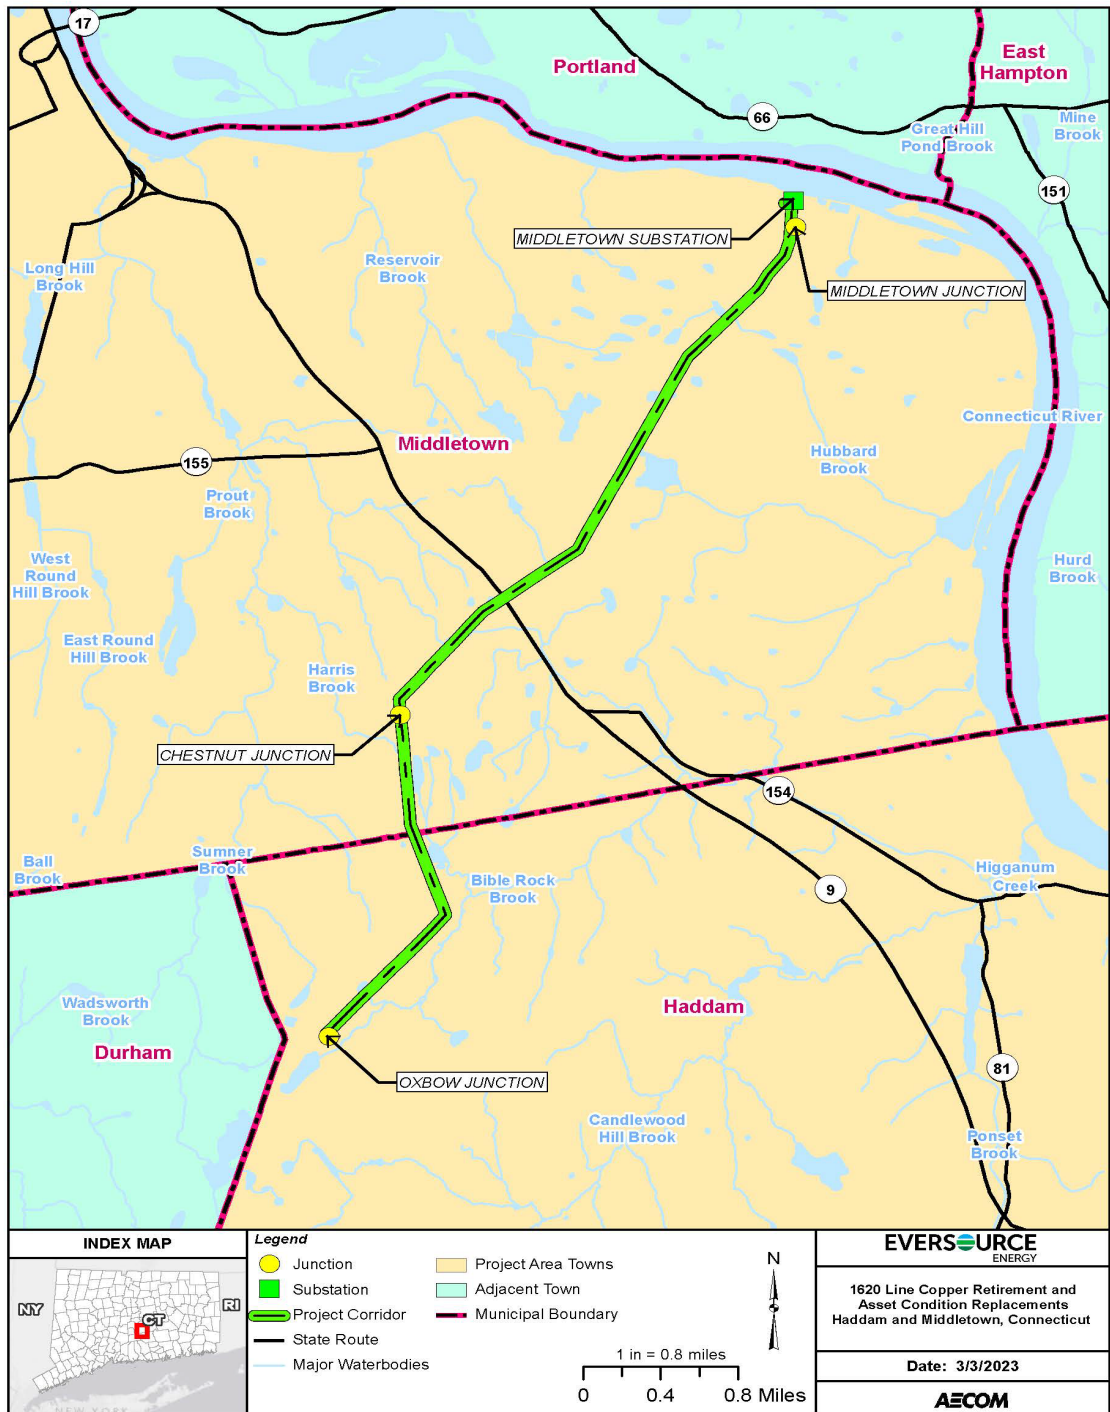 17
Portland
East
Hampton
66
Great Hill
Pond Brook
Mine
Brook
151
MIDDLETOWN SUBSTATION
MIDDLETOWN JUNCTION
Long Hill
Brook
Reservoir
Brook
Connecticut River
Middletown
155
Hubbard
Brook
Prout
Brook
West
Round
Hill Brook
Hurd
Brook
East Round
Hill Brook
Harris
Brook
CHESTNUT JUNCTION
154
Ball
Brook
Sumner
Brook
Bible Rock
Brook
9
Higganum
Creek
Wadsworth
Brook
Durham
Haddam
OXBOW JUNCTION
81
Candlewood
Hill Brook
Ponset
Brook
INDEX MAP
NY
CT
RI
NEW YORK
Legend
Junction
Substation
Project Corridor
State Route
Major Waterbodies
Project Area Towns
Adjacent Town
Municipal Boundary
N
1 in = 0.8 miles
0 0.4 0.8 Miles
EVERSOURCE
ENERGY
1620 Line Copper Retirement and
Asset Condition Replacements
Haddam and Middletown, Connecticut
Date: 3/3/2023
AECOM